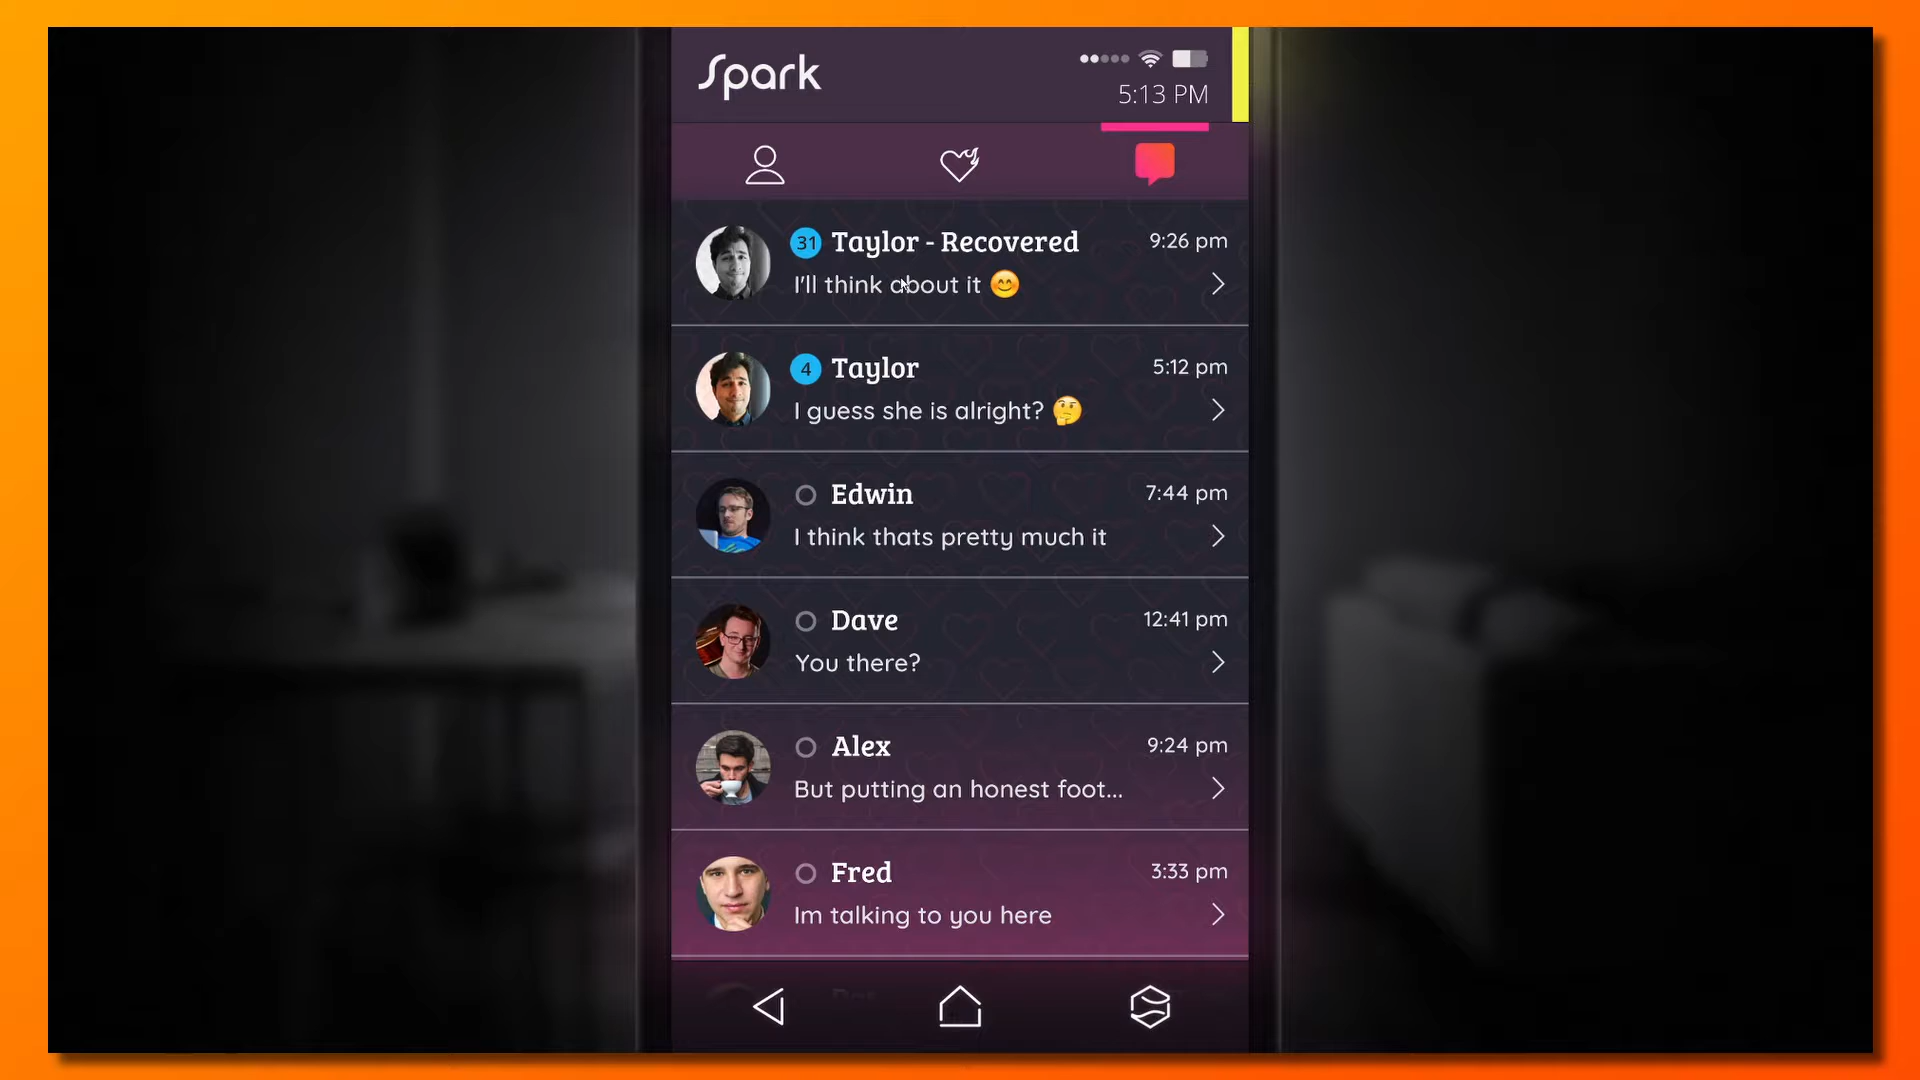 Spark
5:13 PM
31 Taylor - Recovered 9:26 pm
I'll think about it 😊
4 Taylor 5:12 pm
I guess she is alright? 🤔
Edwin 7:44 pm
I think thats pretty much it
Dave 12:41 pm
You there?
Alex 9:24 pm
But putting an honest foot...
Fred 3:33 pm
Im talking to you here